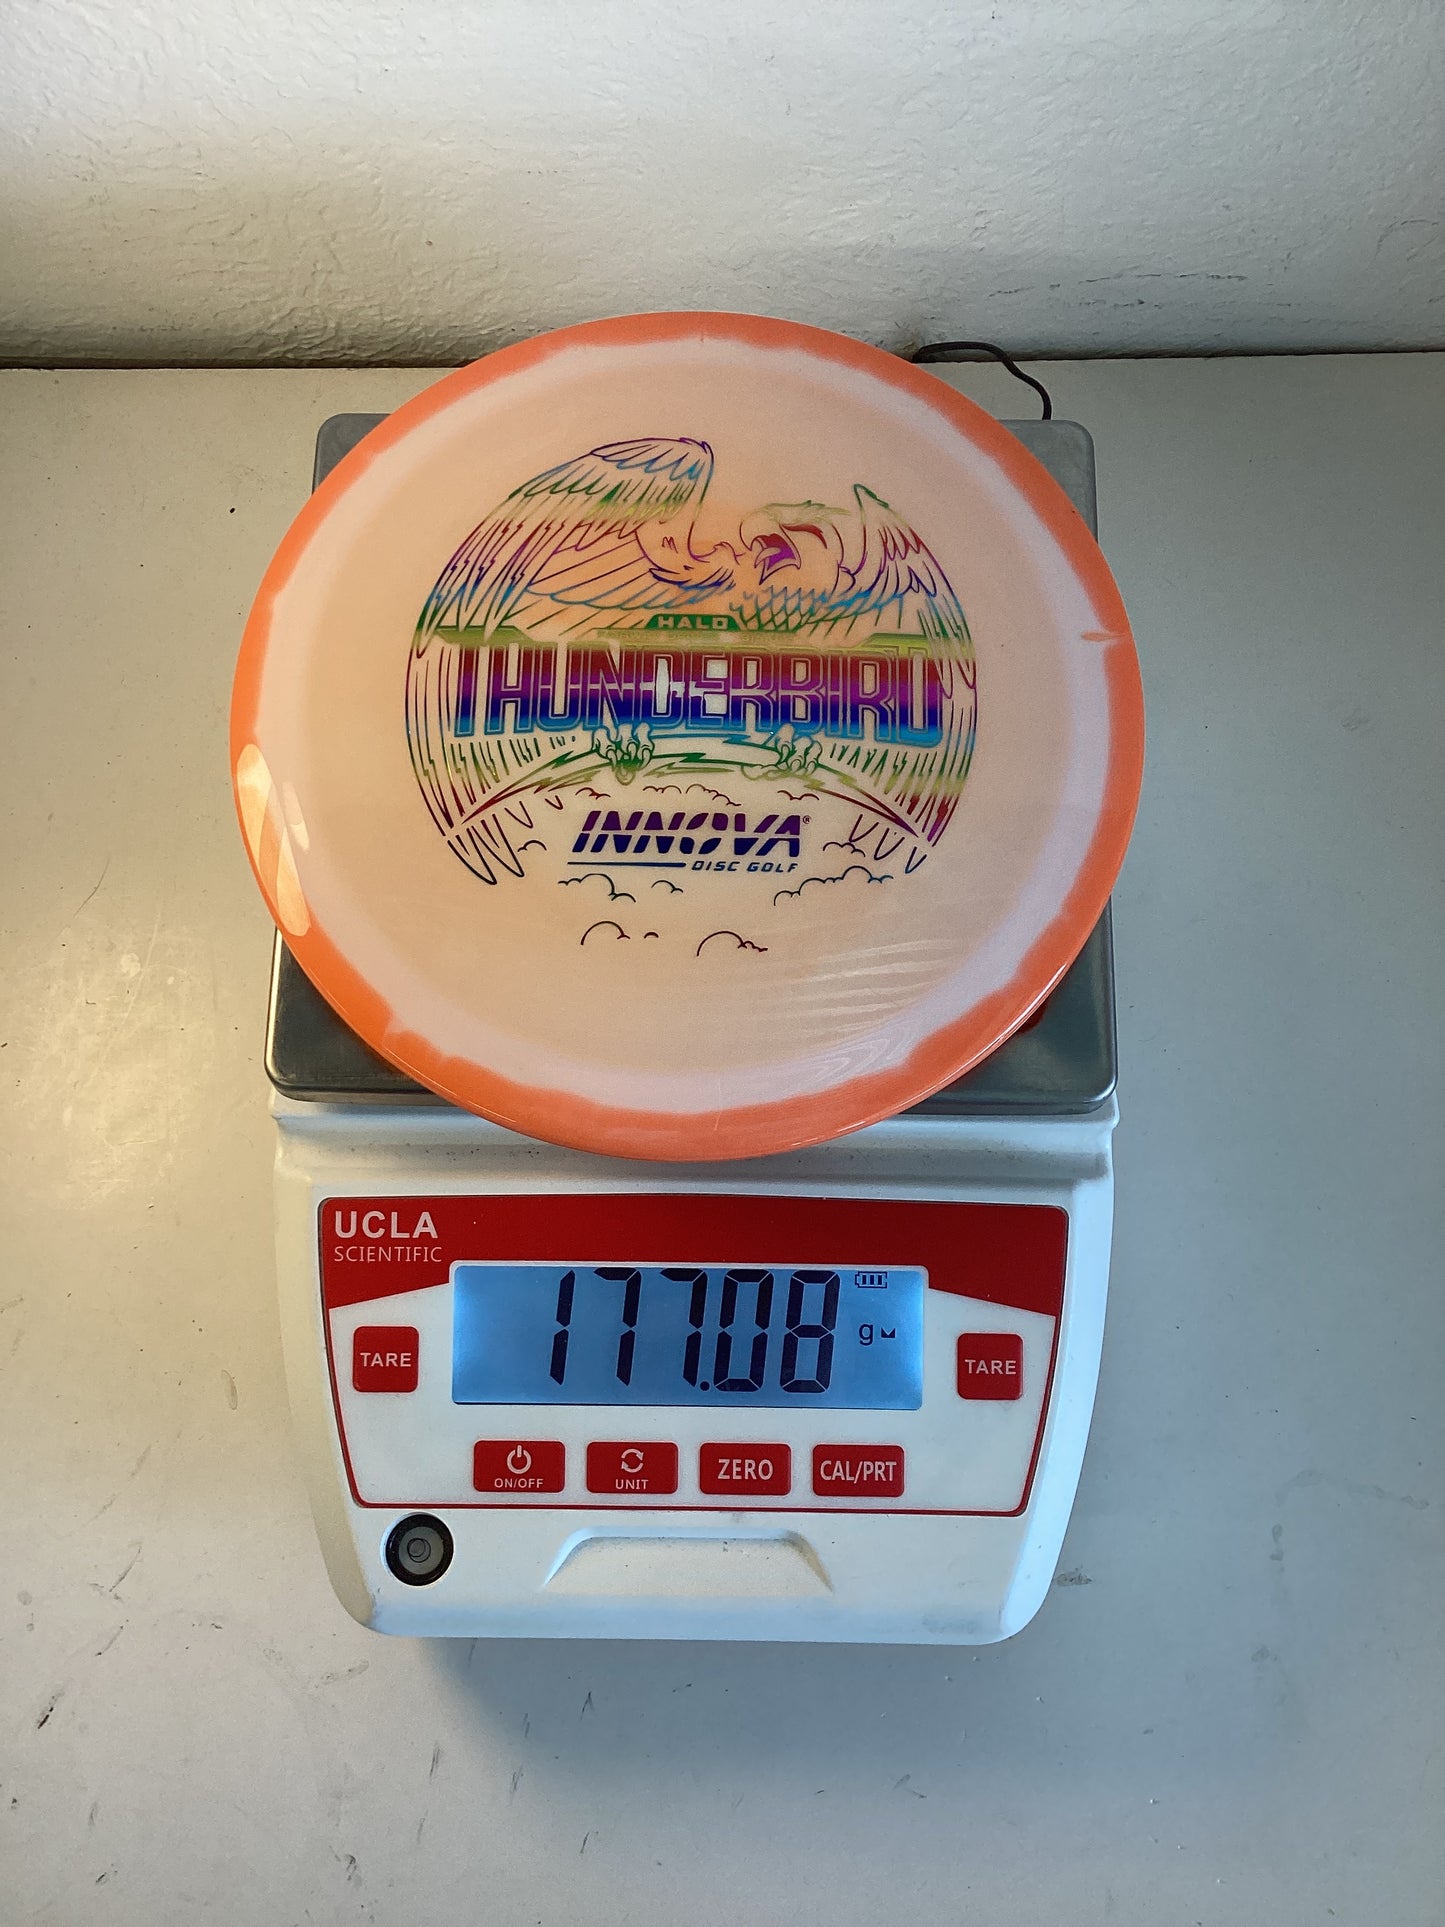 HALO
THUNDERBIRD
INNOVA®
DISC GOLF
UCLA
SCIENTIFIC
177.08 g
TARE
TARE
ON/OFF
UNIT
ZERO
CAL/PRT